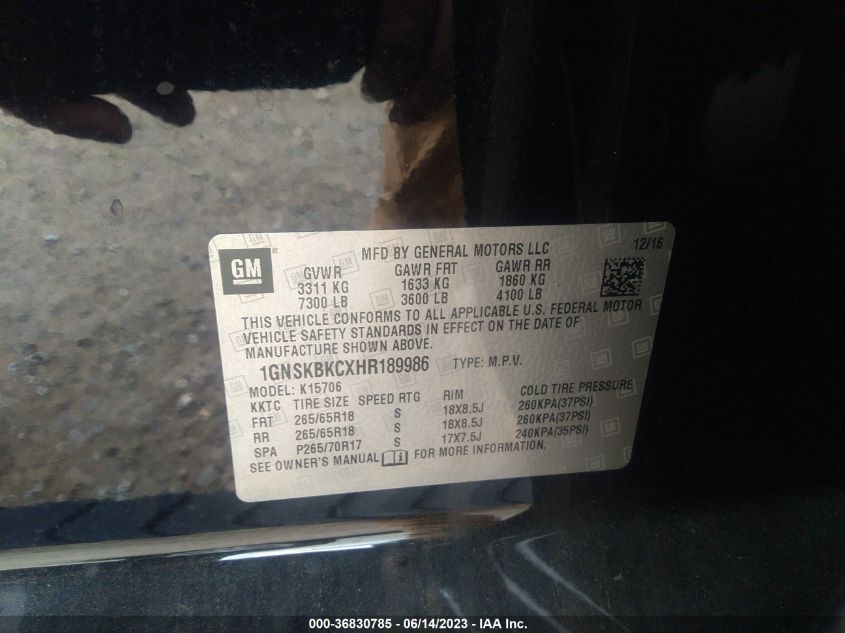 GM
MFD BY GENERAL MOTORS LLC 12/16
GVWR GAWR FRT GAWR RR
3311 KG 1633 KG 1860 KG
7300 LB 3600 LB 4100 LB
THIS VEHICLE CONFORMS TO ALL APPLICABLE U.S. FEDERAL MOTOR
VEHICLE SAFETY STANDARDS IN EFFECT ON THE DATE OF
MANUFACTURE SHOWN ABOVE.
1GNSKBKCXHR189986 TYPE: M.P.V.
MODEL: K15706
KKTC TIRE SIZE SPEED RTG RIM COLD TIRE PRESSURE
FRT 265/65R18 S 18X8.5J 260KPA(37PSI)
RR 265/65R18 S 18X8.5J 260KPA(37PSI)
SPA P265/70R17 S 17X7.5J 240KPA(35PSI)
SEE OWNER'S MANUAL FOR MORE INFORMATION.
000-36830785 - 06/14/2023 - IAA Inc.